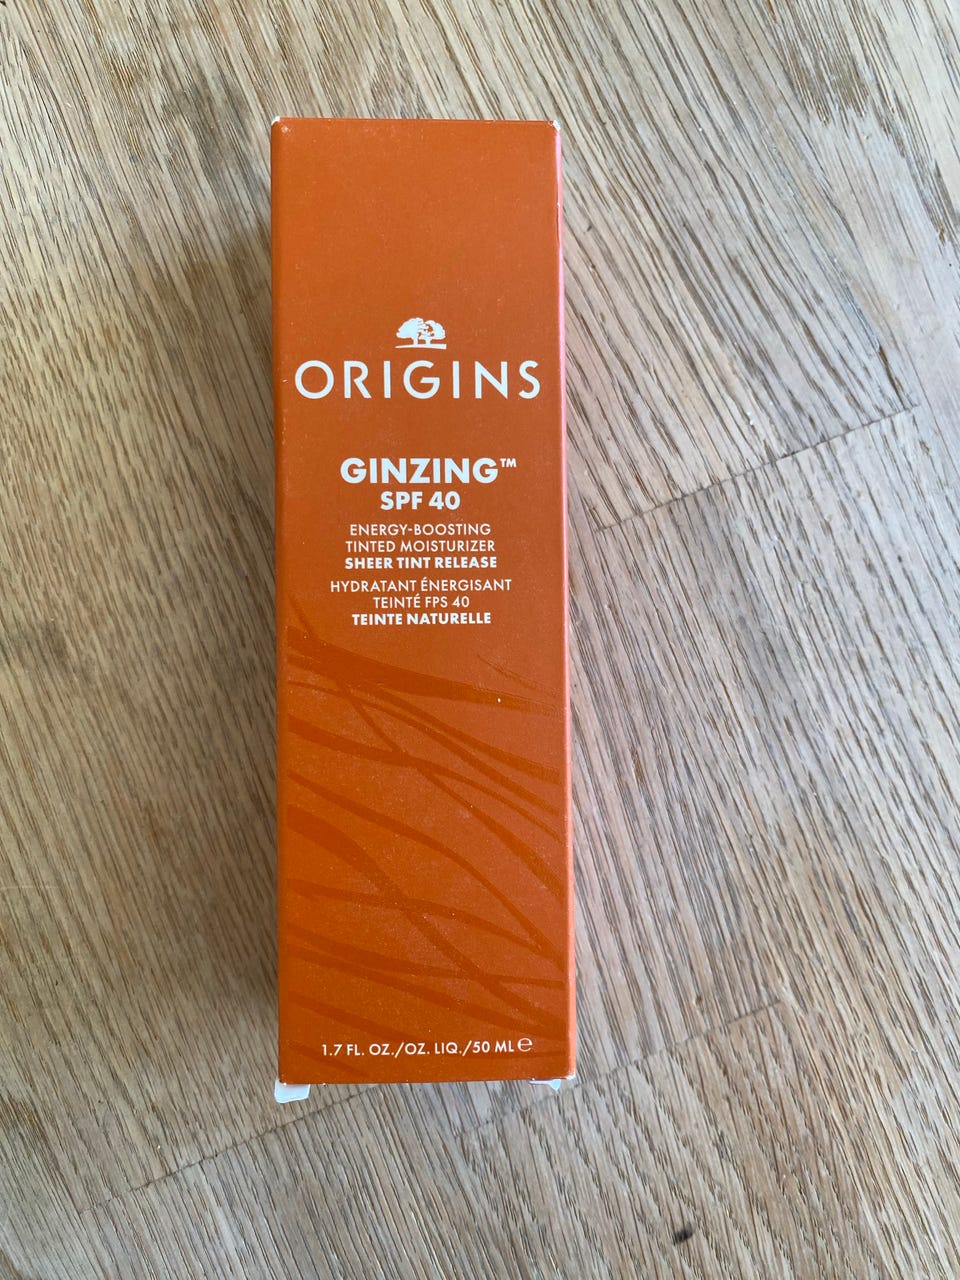 ORIGINS
GINZING™
SPF 40
ENERGY-BOOSTING
TINTED MOISTURIZER
SHEER TINT RELEASE
HYDRATANT ÉNERGISANT
TEINTÉ FPS 40
TEINTE NATURELLE
1.7 FL. OZ./OZ. LIQ./50 ML ℮